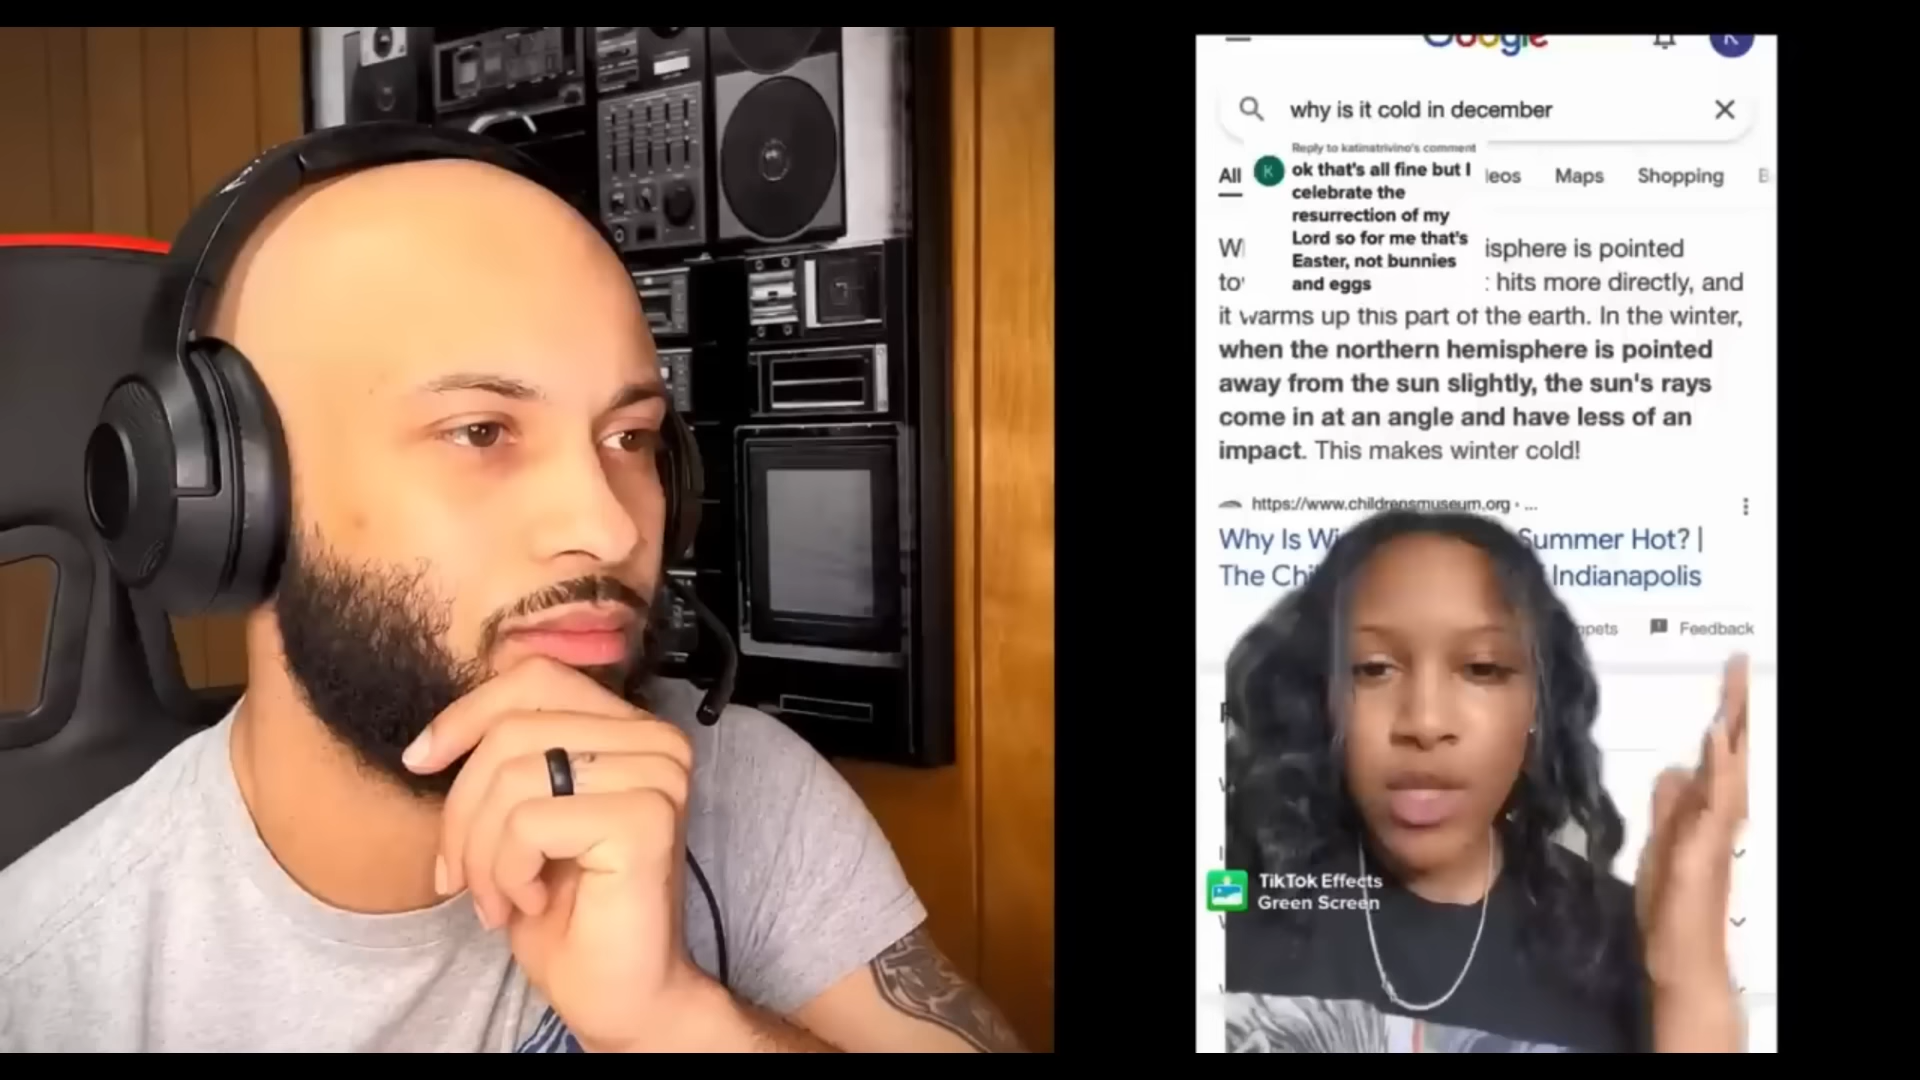 Google
K
why is it cold in december
Reply to katinatrivino's comment
K
ok that's all fine but I
celebrate the
resurrection of my
Lord so for me that's
Easter, not bunnies
and eggs
All
Maps
Shopping
isphere is pointed
hits more directly, and
it warms up this part of the earth. In the winter,
when the northern hemisphere is pointed
away from the sun slightly, the sun's rays
come in at an angle and have less of an
impact. This makes winter cold!
https://www.childrensmuseum.org · ...
Why Is Wi Summer Hot? |
The Chi Indianapolis
Feedback
TikTok Effects
Green Screen